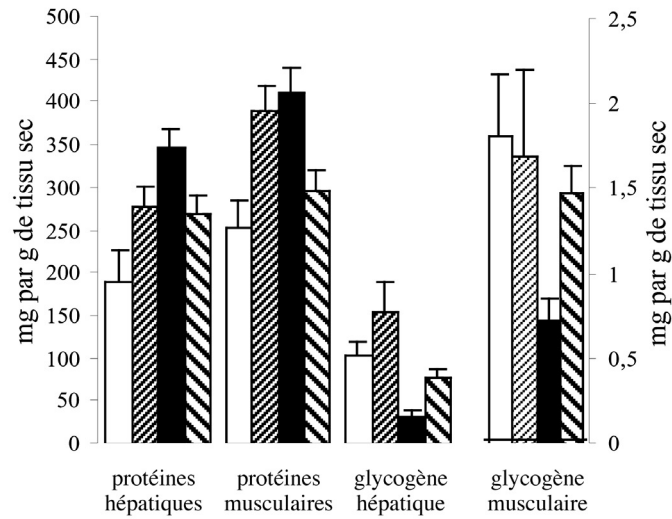 500
450
400
350
300
250
200
150
100
50
0
mg par g de tissu sec
2,5
2
1,5
1
0,5
0
mg par g de tissu sec
protéines
hépatiques
protéines
musculaires
glycogène
hépatique
glycogène
musculaire